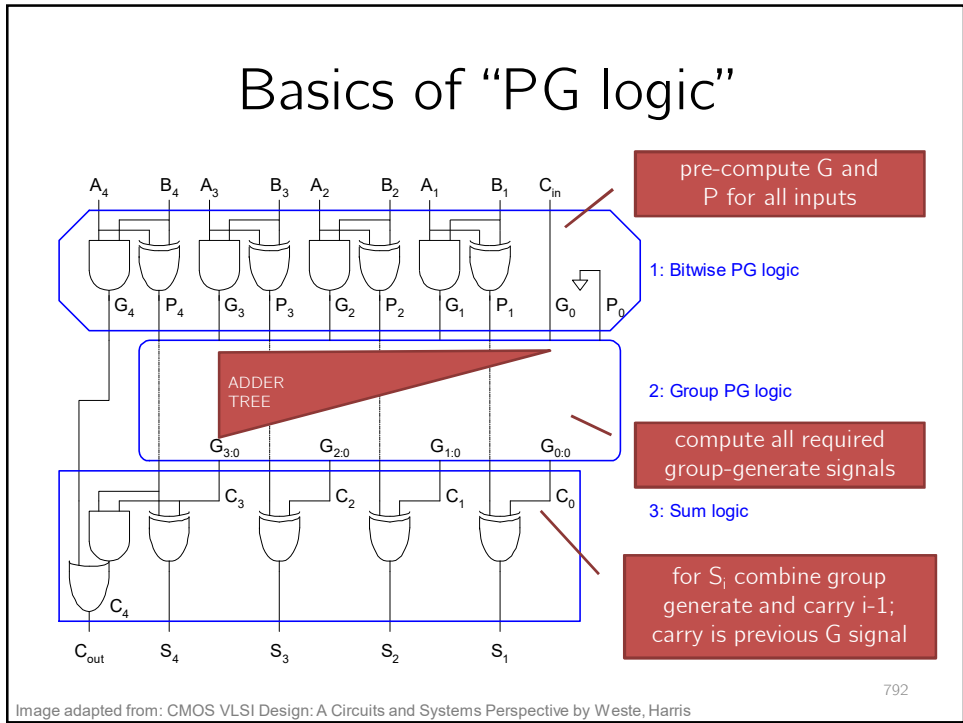 Basics of “PG logic”
pre-compute G and
P for all inputs
A4 B4 A3 B3 A2 B2 A1 B1 Cin
1: Bitwise PG logic
G4 P4 G3 P3 G2 P2 G1 P1 G0 P0
ADDER
TREE
2: Group PG logic
G3:0 G2:0 G1:0 G0:0
compute all required
group-generate signals
C3 C2 C1 C0
3: Sum logic
for Si combine group
generate and carry i-1;
carry is previous G signal
C4
Cout S4 S3 S2 S1
792
Image adapted from: CMOS VLSI Design: A Circuits and Systems Perspective by Weste, Harris